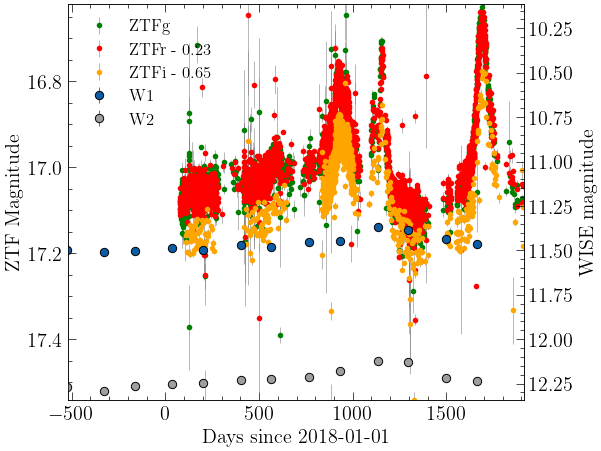 ZTFg
ZTFr - 0.23
ZTFi - 0.65
W1
W2
ZTF Magnitude
16.8
17.0
17.2
17.4
10.25
10.50
10.75
11.00
11.25
11.50
11.75
12.00
12.25
WISE magnitude
−500
0
500
1000
1500
Days since 2018-01-01